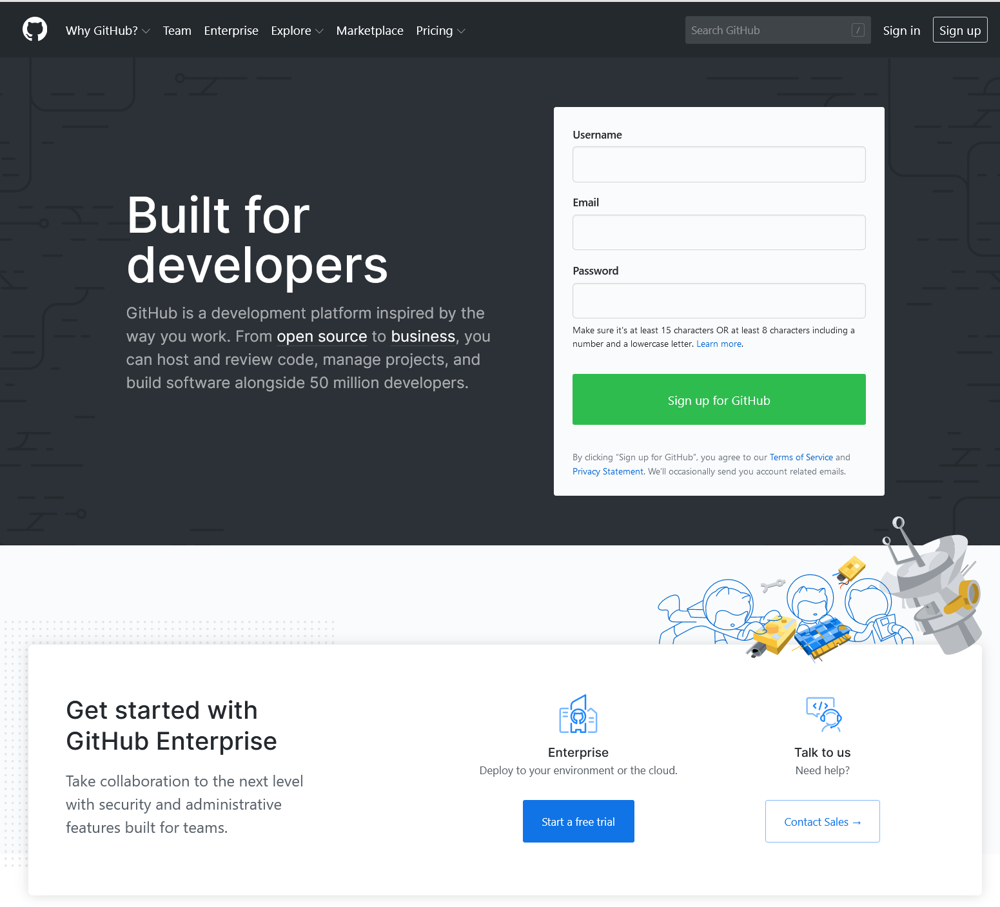 Why GitHub? Team Enterprise Explore Marketplace Pricing Search GitHub / Sign in Sign up
Built for
developers
GitHub is a development platform inspired by the
way you work. From open source to business, you
can host and review code, manage projects, and
build software alongside 50 million developers.
Username
Email
Password
Make sure it's at least 15 characters OR at least 8 characters including a
number and a lowercase letter. Learn more.
Sign up for GitHub
By clicking “Sign up for GitHub”, you agree to our Terms of Service and
Privacy Statement. We’ll occasionally send you account related emails.
Get started with
GitHub Enterprise
Take collaboration to the next level
with security and administrative
features built for teams.
Enterprise
Deploy to your environment or the cloud.
Start a free trial
</>
Talk to us
Need help?
Contact Sales →